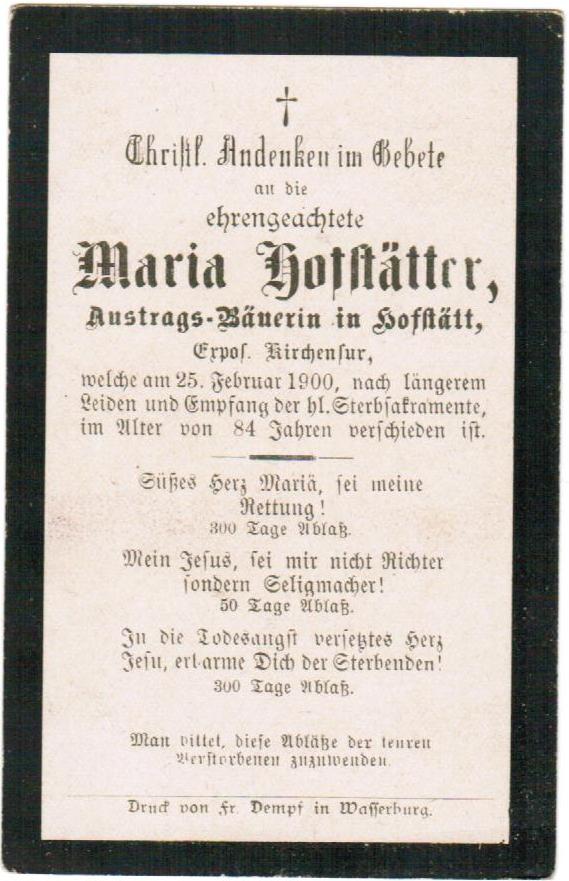 Christl. Andenken im Gebete
an die
ehrengeachtete
Maria Hofstätter,
Austrags-Bäuerin in Hofstätt,
Expos. Kirchensur,
welche am 25. Februar 1900, nach längerem
Leiden und Empfang der hl. Sterbsakramente,
im Alter von 84 Jahren verschieden ist.
Süßes Herz Mariä, sei meine
Rettung!
300 Tage Ablaß.
Mein Jesus, sei mir nicht Richter
sondern Seligmacher!
50 Tage Ablaß.
In die Todesangst versetztes Herz
Jesu, erbarme Dich der Sterbenden!
300 Tage Ablaß.
Man bittet, diese Abläße der teuren
Verstorbenen zuzuwenden.
Druck von Fr. Dempf in Wasserburg.